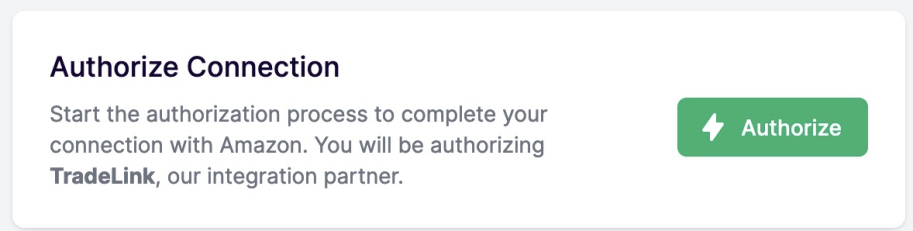 Authorize Connection
Start the authorization process to complete your
connection with Amazon. You will be authorizing
TradeLink, our integration partner.
Authorize